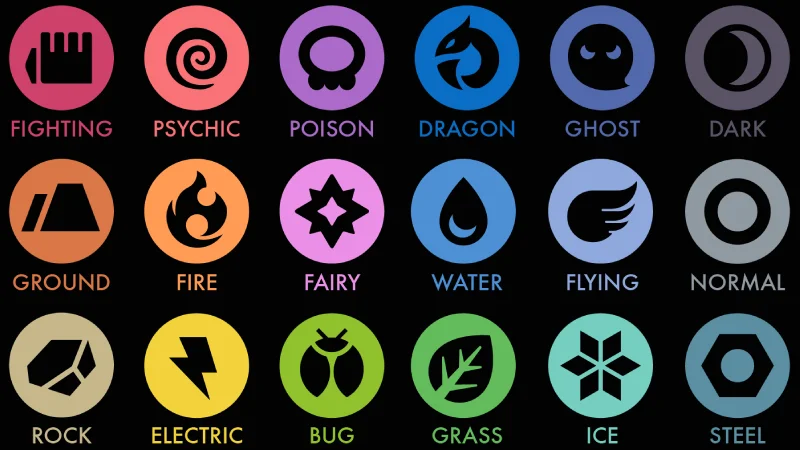 FIGHTING PSYCHIC POISON DRAGON GHOST DARK
GROUND FIRE FAIRY WATER FLYING NORMAL
ROCK ELECTRIC BUG GRASS ICE STEEL